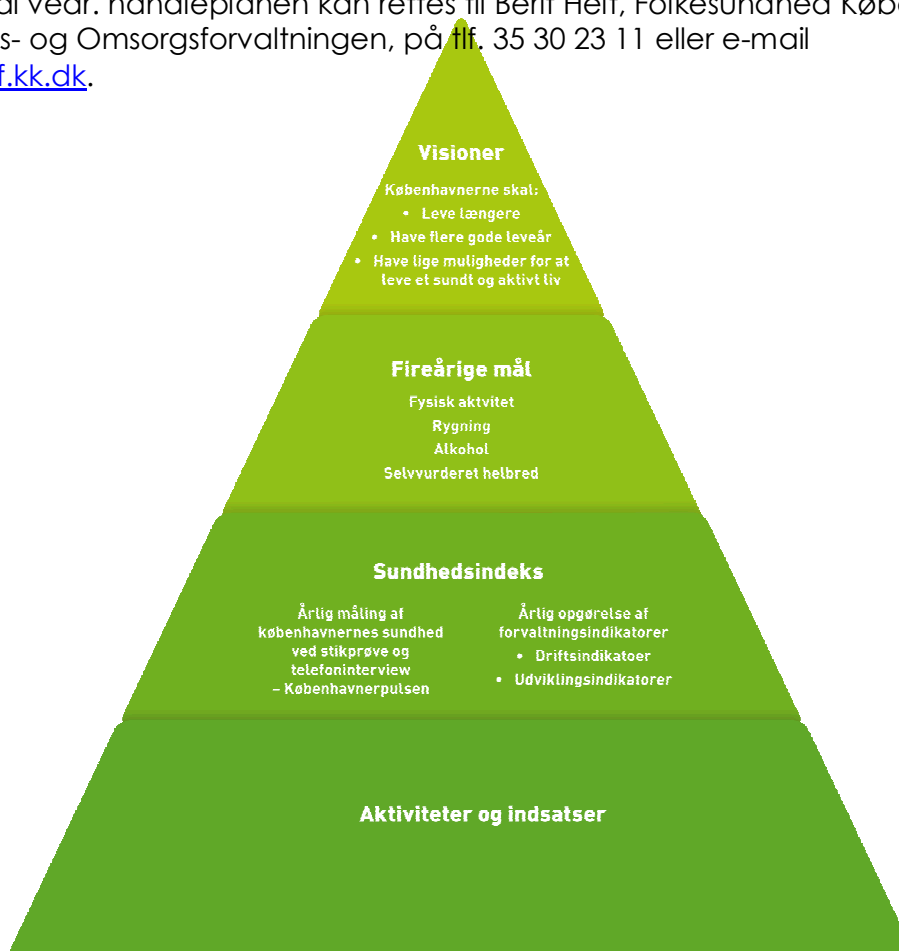 al vedr. handleplanen kan rettes til Berit Heit, Folkesundhed Købe
s- og Omsorgsforvaltningen, på tlf. 35 30 23 11 eller e-mail
f.kk.dk.
Visioner
Københavnerne skal:
• Leve længere
• Have flere gode leveår
• Have lige muligheder for at
leve et sundt og aktivt liv
Fireårige mål
Fysisk aktvitet
Rygning
Alkohol
Selvvurderet helbred
Sundhedsindeks
Årlig måling af
københavnernes sundhed
ved stikprøve og
telefoninterview
– Københavnerpulsen
Årlig opgørelse af
forvaltningsindikatorer
• Driftsindikatoer
• Udviklingsindikatorer
Aktiviteter og indsatser